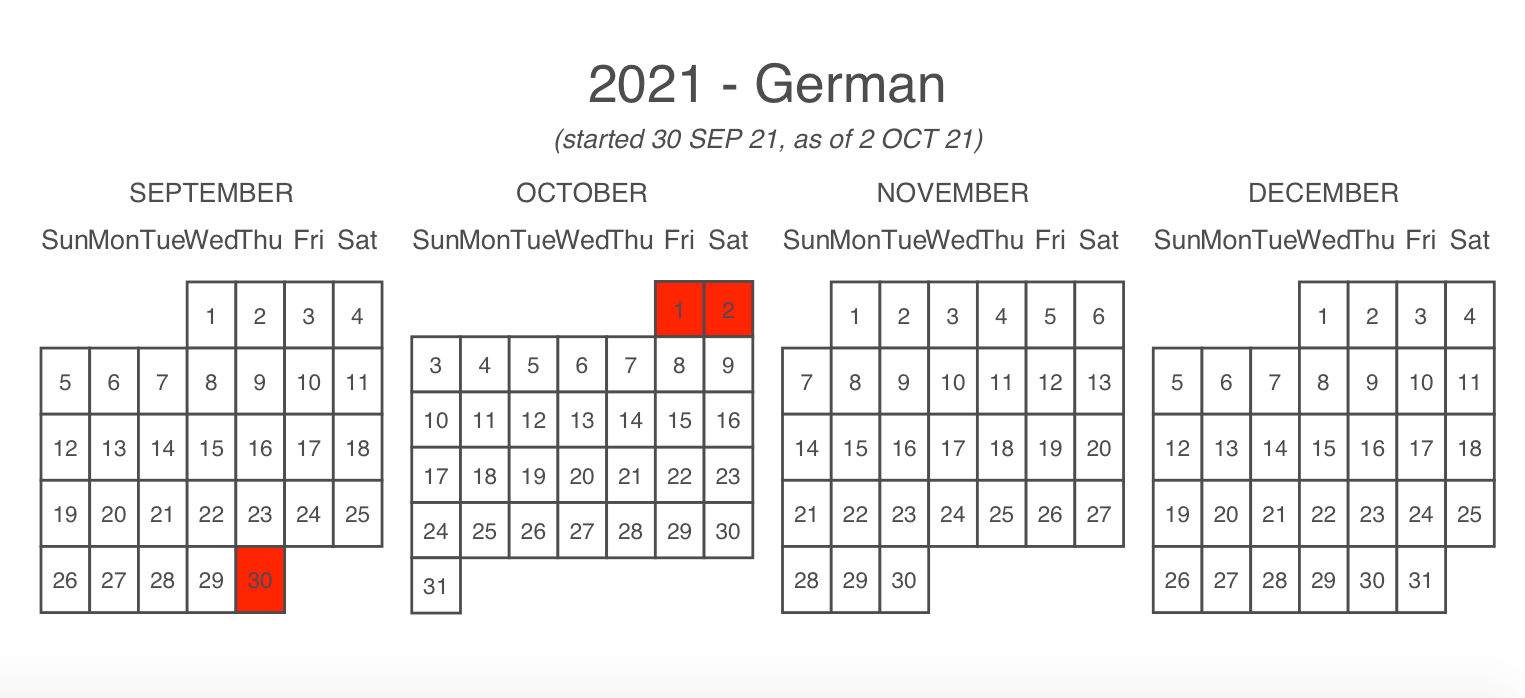 2021 - German
(started 30 SEP 21, as of 2 OCT 21)
SEPTEMBER
Sun Mon Tue Wed Thu Fri Sat
1 2 3 4
5 6 7 8 9 10 11
12 13 14 15 16 17 18
19 20 21 22 23 24 25
26 27 28 29 30
OCTOBER
Sun Mon Tue Wed Thu Fri Sat
1 2
3 4 5 6 7 8 9
10 11 12 13 14 15 16
17 18 19 20 21 22 23
24 25 26 27 28 29 30
31
NOVEMBER
Sun Mon Tue Wed Thu Fri Sat
1 2 3 4 5 6
7 8 9 10 11 12 13
14 15 16 17 18 19 20
21 22 23 24 25 26 27
28 29 30
DECEMBER
Sun Mon Tue Wed Thu Fri Sat
1 2 3 4
5 6 7 8 9 10 11
12 13 14 15 16 17 18
19 20 21 22 23 24 25
26 27 28 29 30 31